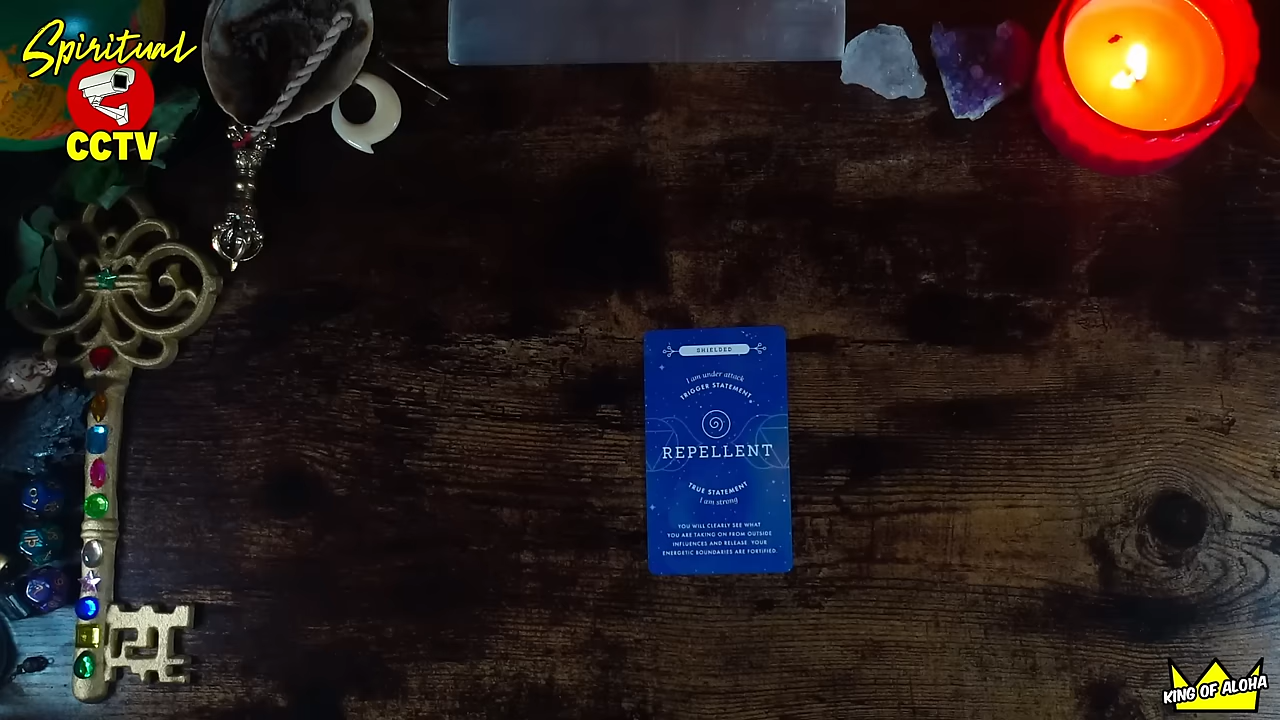 Spiritual
CCTV
SHIELDED
I am under attack
TRIGGER STATEMENT
REPELLENT
TRUE STATEMENT
I am strong
YOU WILL CLEARLY SEE WHAT
YOU ARE TAKING ON FROM OUTSIDE
INFLUENCES AND RELEASE. YOUR
ENERGETIC BOUNDARIES ARE FORTIFIED.
KING OF ALOHA